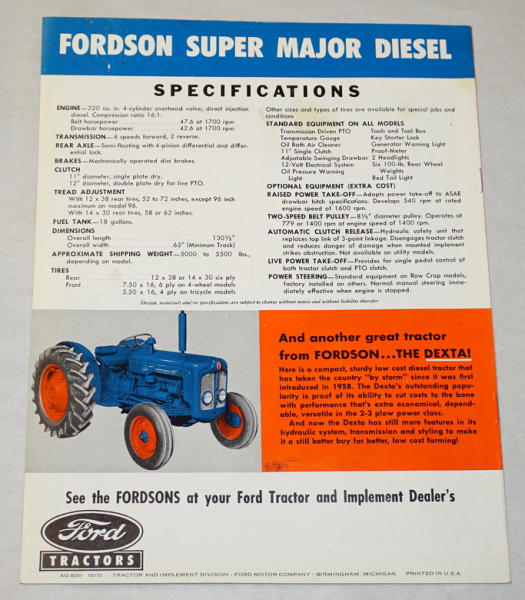 FORDSON SUPER MAJOR DIESEL
SPECIFICATIONS
ENGINE—220 cu. in. 4-cylinder overhead valve, direct injection
diesel. Compression ratio 16:1.
Belt horsepower........47.6 at 1700 rpm
Drawbar horsepower........42.6 at 1700 rpm
TRANSMISSION—6 speeds forward, 2 reverse.
REAR AXLE—Semi-floating with 4-pinion differential and differ-
ential lock.
BRAKES—Mechanically operated disc brakes.
CLUTCH
11" diameter, single plate dry.
12" diameter, double plate dry for live PTO.
TREAD ADJUSTMENT
With 12 x 38 rear tires, 52 to 72 inches, except 96 inch
maximum on model 96.
With 14 x 30 rear tires, 58 or 62 inches.
FUEL TANK—18 gallons.
DIMENSIONS
Overall length........130½"
Overall width........65" (Minimum Track)
APPROXIMATE SHIPPING WEIGHT—5000 to 5500 lbs.,
depending on model.
TIRES
Rear........12 x 38 or 14 x 30 six ply
Front........7.50 x 16, 6 ply on 4-wheel models
5.50 x 16, 4 ply on tricycle models
Other sizes and types of tires are available for special jobs and
conditions
STANDARD EQUIPMENT ON ALL MODELS
Transmission Driven PTO
Temperature Gauge
Oil Bath Air Cleaner
11" Single Clutch
Adjustable Swinging Drawbar
12-Volt Electrical System
Oil Pressure Warning
Light
Tools and Tool Box
Key Starter Lock
Generator Warning Light
Proof-Meter
2 Headlights
Six 100-lb. Rear Wheel
Weights
Red Tail Light
OPTIONAL EQUIPMENT (EXTRA COST)
RAISED POWER TAKE-OFF—Adapts power take-off to ASAE
drawbar hitch specifications. Develops 540 rpm at rated
engine speed of 1600 rpm.
TWO-SPEED BELT PULLEY—8½" diameter pulley. Operates at
779 or 1400 rpm at engine speed of 1600 rpm.
AUTOMATIC CLUTCH RELEASE—Hydraulic safety unit that
replaces top link of 3-point linkage. Disengages tractor clutch
and reduces danger of damage when mounted implement
strikes obstruction. Not available on utility models.
LIVE POWER TAKE-OFF—Provides for single pedal control of
both tractor clutch and PTO clutch.
POWER STEERING—Standard equipment on Row Crop models,
factory installed on others. Normal manual steering imme-
diately effective when engine is stopped.
Design, materials and/or specifications are subject to change without notice and without liability therefor
And another great tractor
from FORDSON...THE DEXTA!
Here is a compact, sturdy low cost diesel tractor that
has taken the country "by storm" since it was first
introduced in 1958. The Dexta's outstanding popu-
larity is proof of its ability to cut costs to the bone
with performance that's extra economical, depend-
able, versatile in the 2-3 plow power class.
And now the Dexta has still more features in its
hydraulic system, transmission and styling to make
it a still better buy for better, low cost farming!
See the FORDSONS at your Ford Tractor and Implement Dealer's
Ford
TRACTORS
AD-8331 16170 TRACTOR AND IMPLEMENT DIVISION · FORD MOTOR COMPANY · BIRMINGHAM, MICHIGAN PRINTED IN U.S.A.